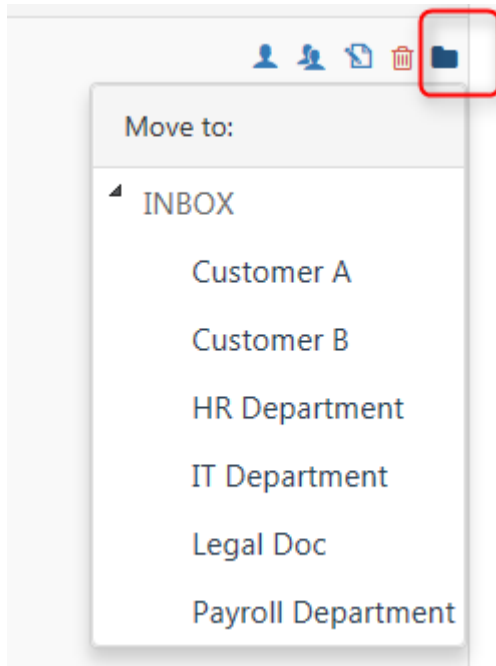 Move to:
INBOX
Customer A
Customer B
HR Department
IT Department
Legal Doc
Payroll Department